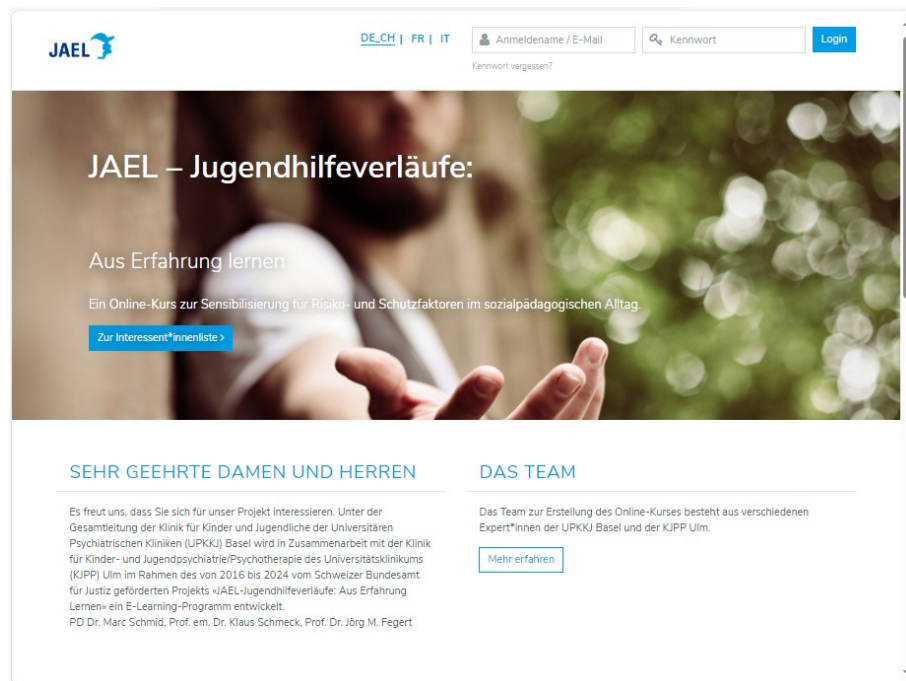 JAEL
DE_CH | FR | IT
Anmeldename / E-Mail
Kennwort
Login
Kennwort vergessen?
JAEL – Jugendhilfeverläufe:
Aus Erfahrung lernen
Ein Online-Kurs zur Sensibilisierung für Risiko- und Schutzfaktoren im sozialpädagogischen Alltag.
Zur Interessent*innenliste >
SEHR GEEHRTE DAMEN UND HERREN
Es freut uns, dass Sie sich für unser Projekt interessieren. Unter der
Gesamtleitung der Klinik für Kinder und Jugendliche der Universitären
Psychiatrischen Kliniken (UPKKJ) Basel wird in Zusammenarbeit mit der Klinik
für Kinder- und Jugendpsychiatrie/Psychotherapie des Universitätsklinikums
(KJPP) Ulm im Rahmen des von 2016 bis 2024 vom Schweizer Bundesamt
für Justiz geförderten Projekts «JAEL-Jugendhilfeverläufe: Aus Erfahrung
Lernen» ein E-Learning-Programm entwickelt.
PD Dr. Marc Schmid, Prof. em. Dr. Klaus Schmeck, Prof. Dr. Jörg M. Fegert
DAS TEAM
Das Team zur Erstellung des Online-Kurses besteht aus verschiedenen
Expert*innen der UPKKJ Basel und der KJPP Ulm.
Mehr erfahren